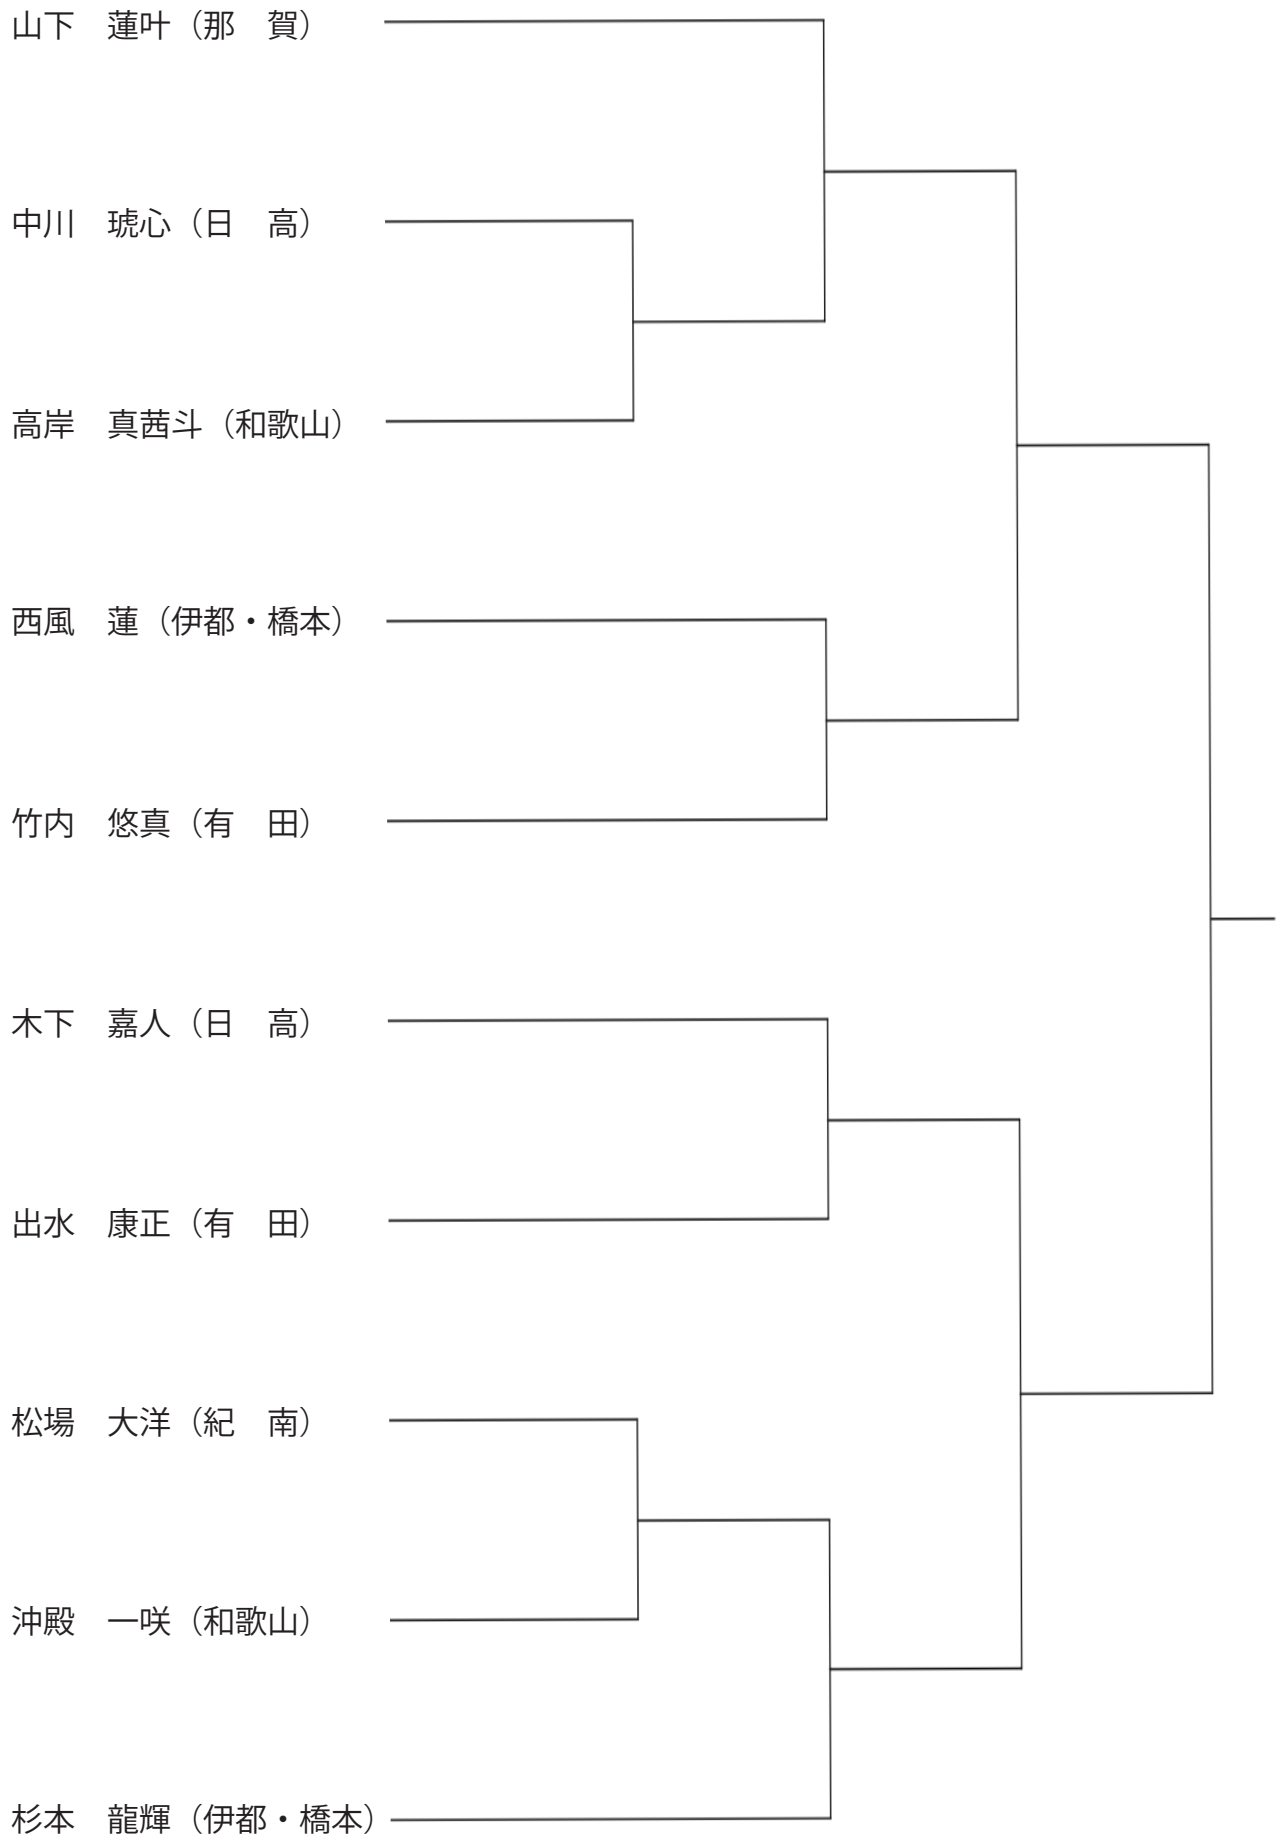 山下　蓮叶（那　賀）
中川　琥心（日　高）
高岸　真茜斗（和歌山）
西風　蓮（伊都・橋本）
竹内　悠真（有　田）
木下　嘉人（日　高）
出水　康正（有　田）
松場　大洋（紀　南）
沖殿　一咲（和歌山）
杉本　龍輝（伊都・橋本）